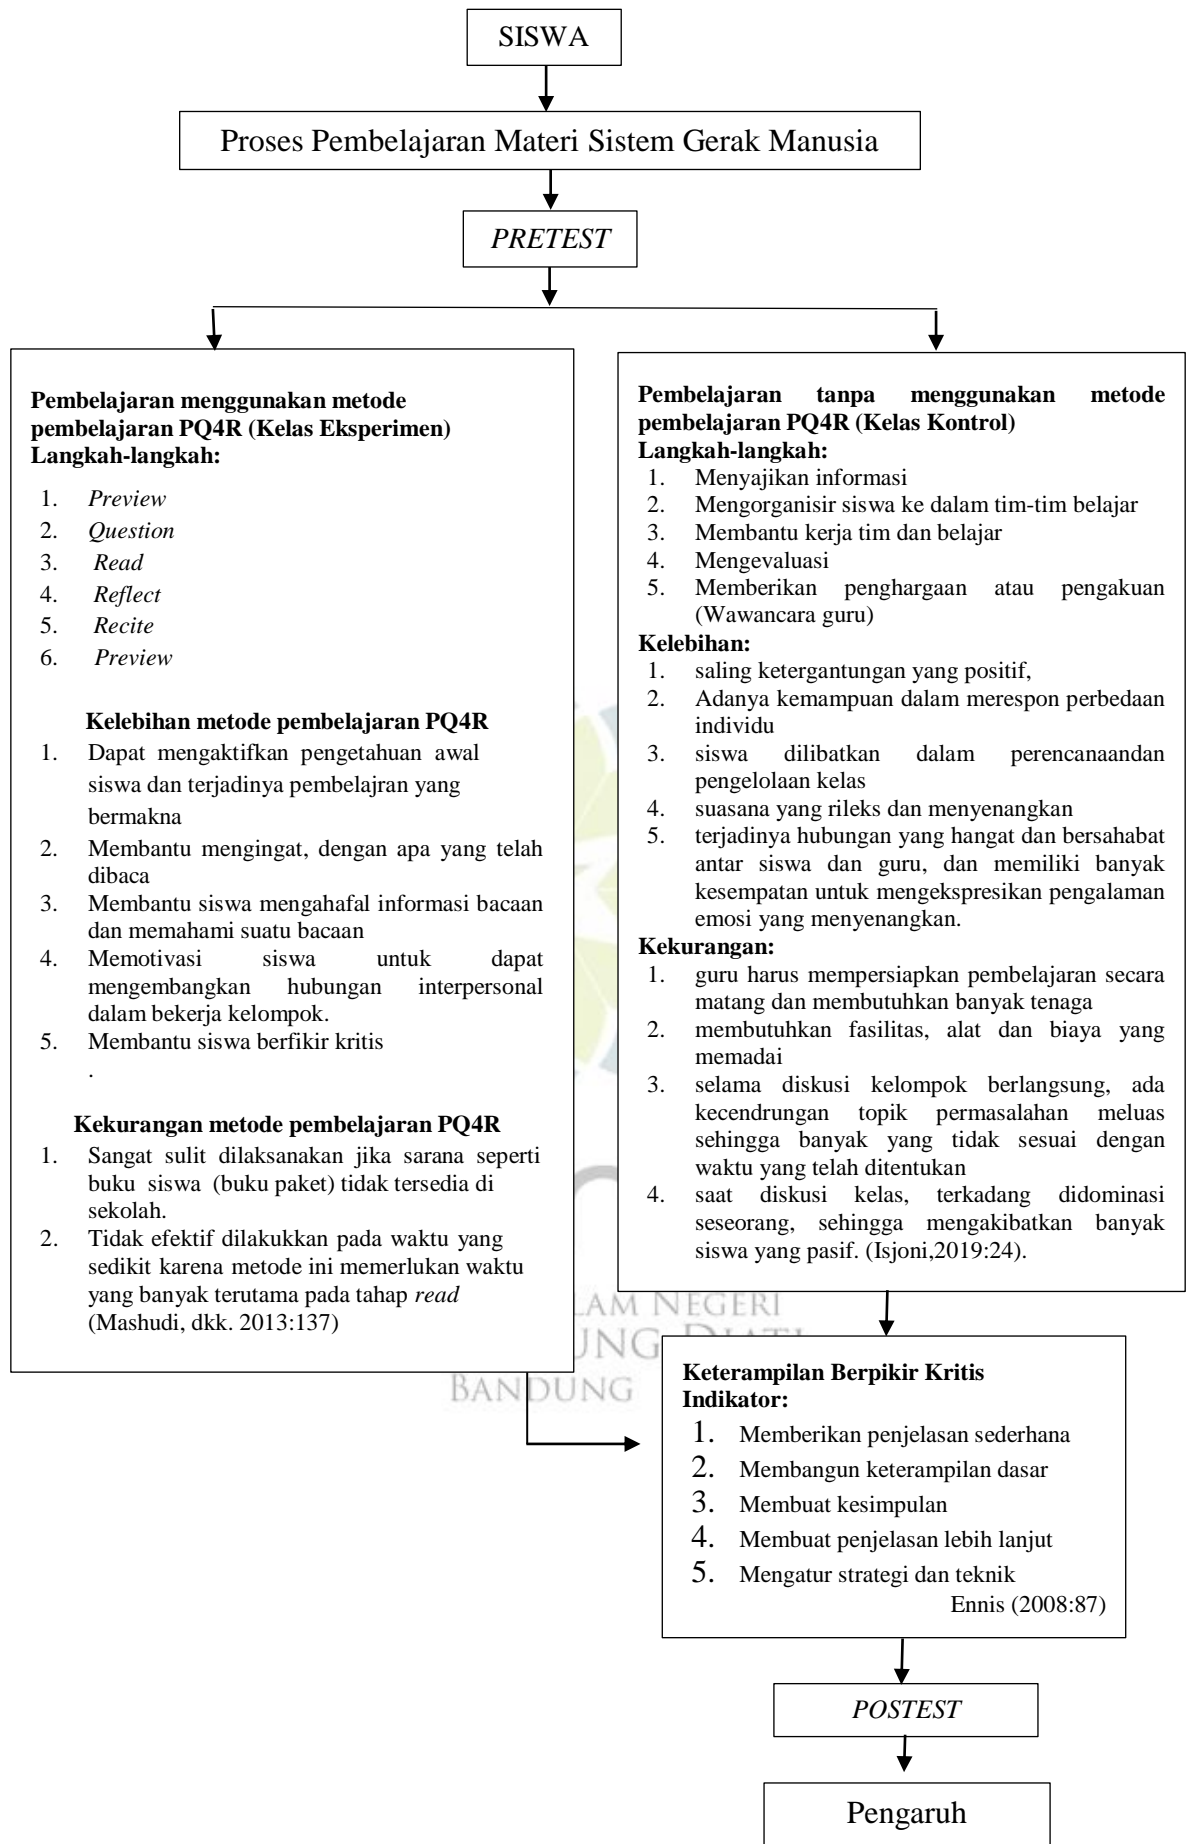 SISWA
Proses Pembelajaran Materi Sistem Gerak Manusia
PRETEST
Pembelajaran menggunakan metode
pembelajaran PQ4R (Kelas Eksperimen)
Langkah-langkah:
1. Preview
2. Question
3. Read
4. Reflect
5. Recite
6. Preview
Kelebihan metode pembelajaran PQ4R
1. Dapat mengaktifkan pengetahuan awal
siswa dan terjadinya pembelajran yang
bermakna
2. Membantu mengingat, dengan apa yang telah
dibaca
3. Membantu siswa mengahafal informasi bacaan
dan memahami suatu bacaan
4. Memotivasi siswa untuk dapat
mengembangkan hubungan interpersonal
dalam bekerja kelompok.
5. Membantu siswa berfikir kritis
.
Kekurangan metode pembelajaran PQ4R
1. Sangat sulit dilaksanakan jika sarana seperti
buku siswa (buku paket) tidak tersedia di
sekolah.
2. Tidak efektif dilakukkan pada waktu yang
sedikit karena metode ini memerlukan waktu
yang banyak terutama pada tahap read
(Mashudi, dkk. 2013:137)
Pembelajaran tanpa menggunakan metode
pembelajaran PQ4R (Kelas Kontrol)
Langkah-langkah:
1. Menyajikan informasi
2. Mengorganisir siswa ke dalam tim-tim belajar
3. Membantu kerja tim dan belajar
4. Mengevaluasi
5. Memberikan penghargaan atau pengakuan
(Wawancara guru)
Kelebihan:
1. saling ketergantungan yang positif,
2. Adanya kemampuan dalam merespon perbedaan
individu
3. siswa dilibatkan dalam perencanaandan
pengelolaan kelas
4. suasana yang rileks dan menyenangkan
5. terjadinya hubungan yang hangat dan bersahabat
antar siswa dan guru, dan memiliki banyak
kesempatan untuk mengekspresikan pengalaman
emosi yang menyenangkan.
Kekurangan:
1. guru harus mempersiapkan pembelajaran secara
matang dan membutuhkan banyak tenaga
2. membutuhkan fasilitas, alat dan biaya yang
memadai
3. selama diskusi kelompok berlangsung, ada
kecendrungan topik permasalahan meluas
sehingga banyak yang tidak sesuai dengan
waktu yang telah ditentukan
4. saat diskusi kelas, terkadang didominasi
seseorang, sehingga mengakibatkan banyak
siswa yang pasif. (Isjoni,2019:24).
LAM NEGERI
BANDUNG
Keterampilan Berpikir Kritis
Indikator:
1. Memberikan penjelasan sederhana
2. Membangun keterampilan dasar
3. Membuat kesimpulan
4. Membuat penjelasan lebih lanjut
5. Mengatur strategi dan teknik
Ennis (2008:87)
POSTEST
Pengaruh